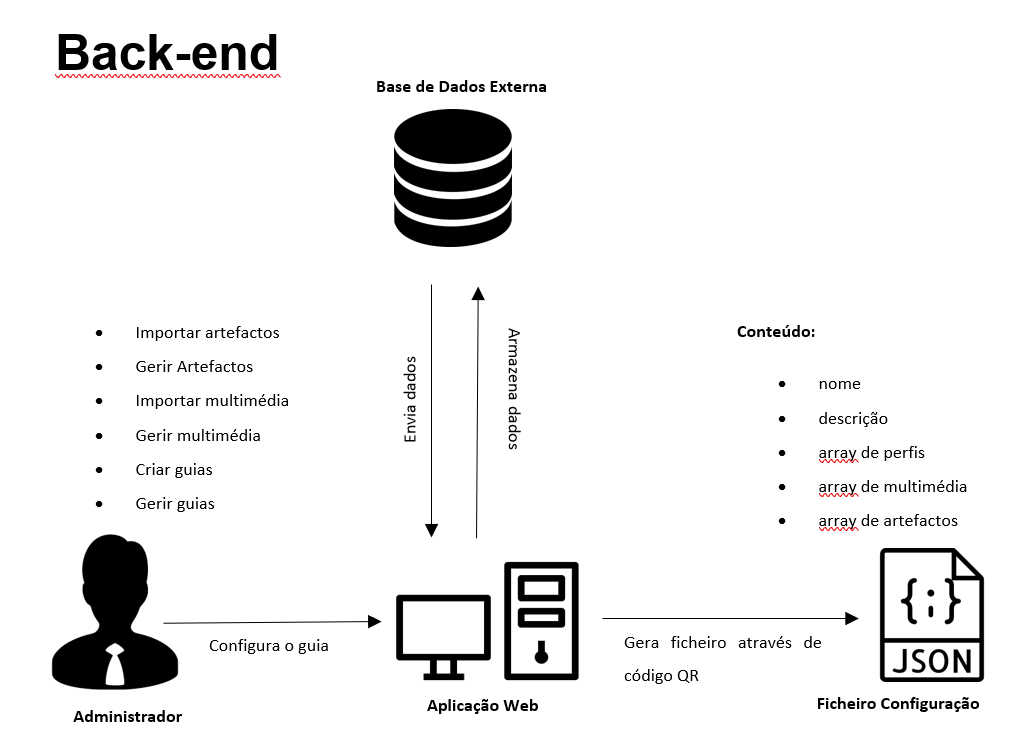 Back-end
Base de Dados Externa
Envia dados
Armazena dados
Importar artefactos
Gerir Artefactos
Importar multimédia
Gerir multimédia
Criar guias
Gerir guias
Conteúdo:
nome
descrição
array de perfis
array de multimédia
array de artefactos
Configura o guia
Gera ficheiro através de
código QR
{;}
JSON
Administrador
Aplicação Web
Ficheiro Configuração